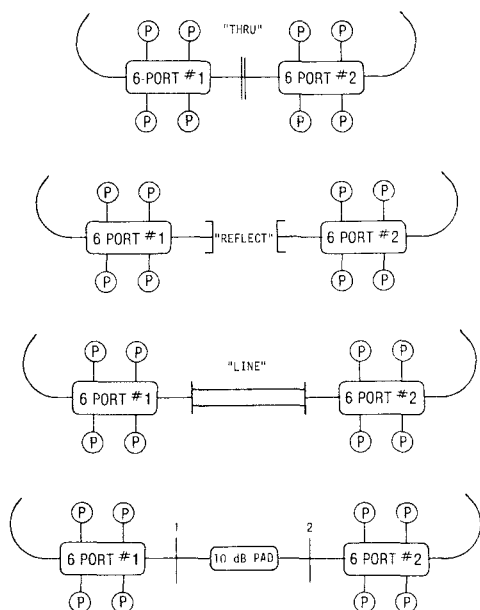 P P "THRU" P P
6-PORT #1 6 PORT #2
P P P P
P P P P
6 PORT #1 "REFLECT" 6 PORT #2
P P P P
"LINE"
P P P P
6 PORT #1 6 PORT #2
P P P P
P P 1 2 P P
6 PORT #1 10 dB PAD 6 PORT #2
P P P P